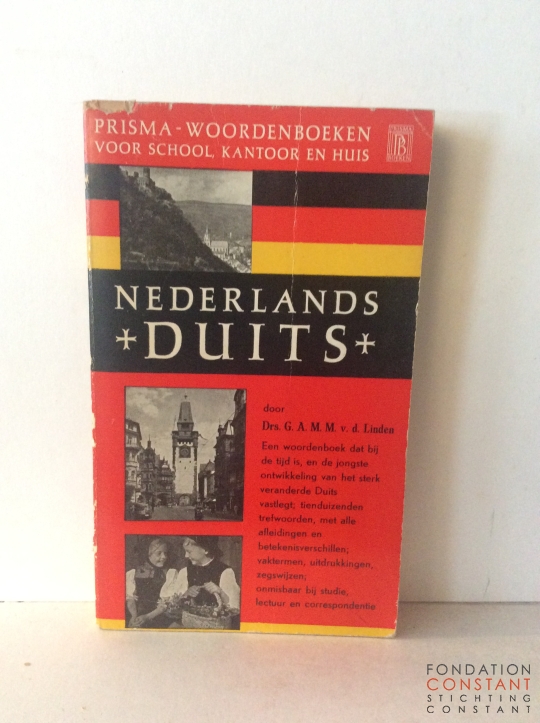 PRISMA-WOORDENBOEKEN
VOOR SCHOOL, KANTOOR EN HUIS
PRISMA
BOEKEN
NEDERLANDS
DUITS
door
Drs. G. A. M. M. v. d. Linden
Een woordenboek dat bij
de tijd is, en de jongste
ontwikkeling van het sterk
veranderde Duits
vastlegt; tienduizenden
trefwoorden, met alle
afleidingen en
betekenisverschillen;
vaktermen, uitdrukkingen,
zegswijzen;
onmisbaar bij studie,
lectuur en correspondentie
FONDATION
CONSTANT
STICHTING
CONSTANT